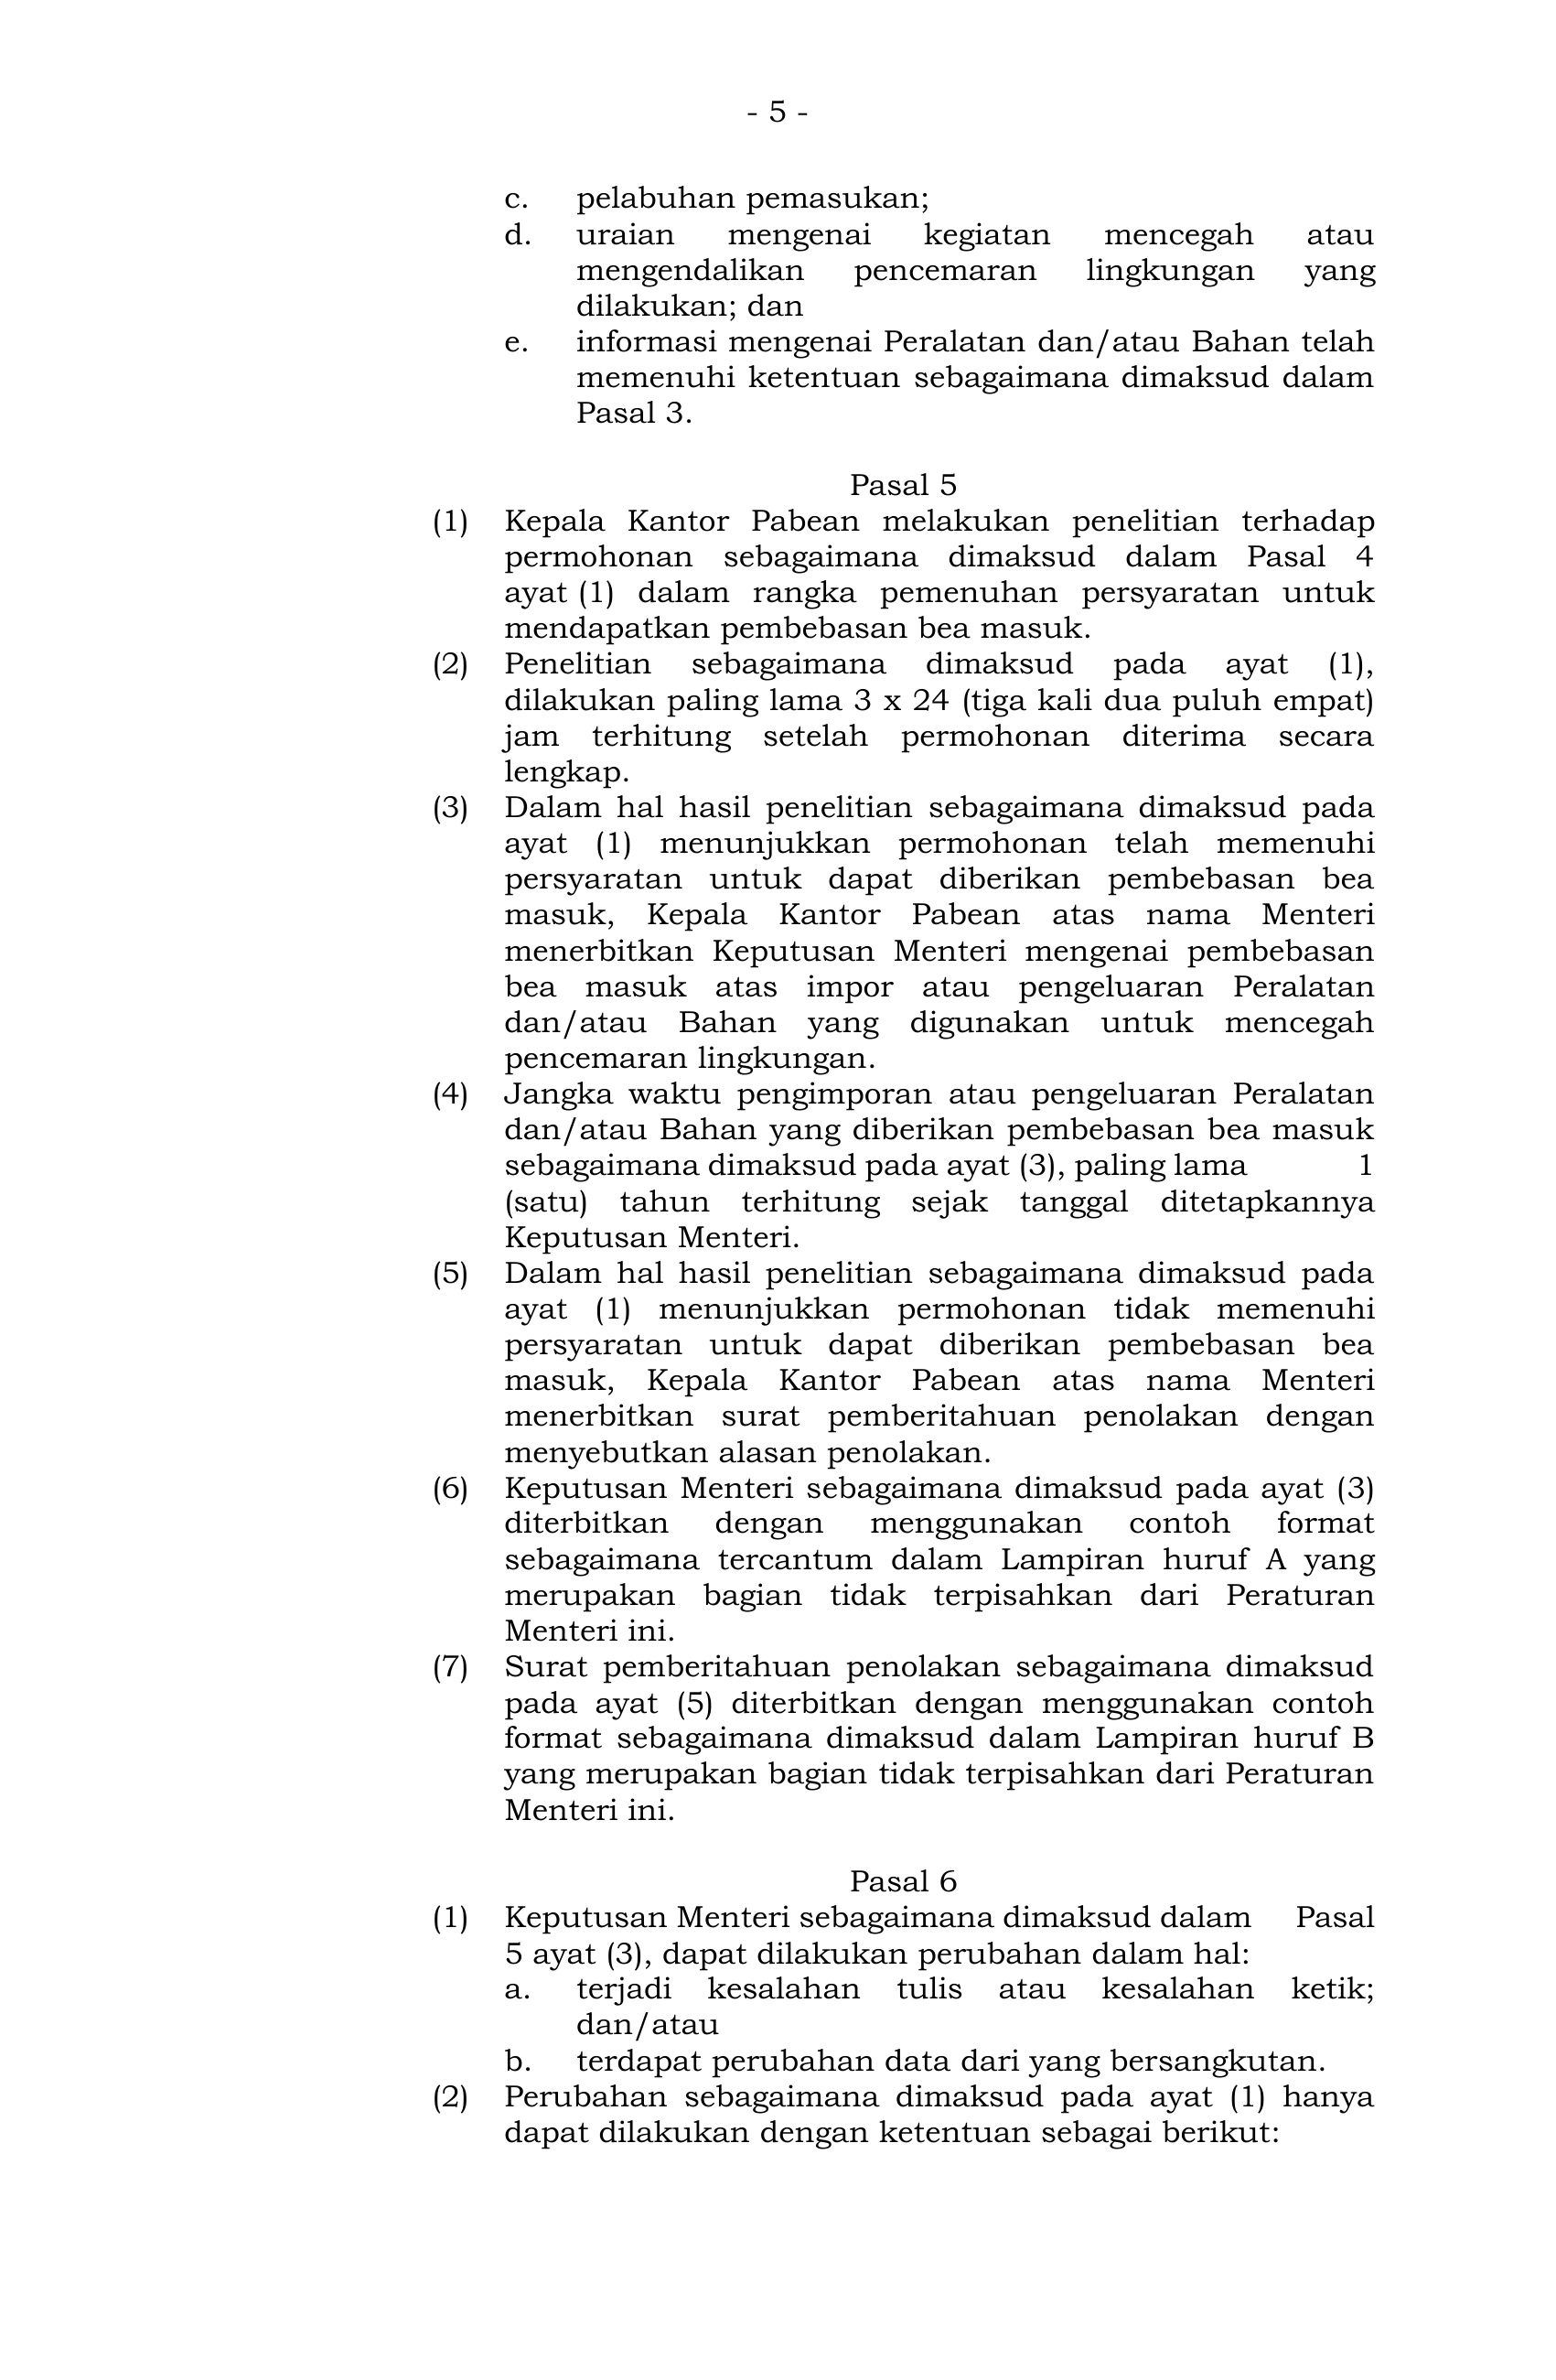 - 5 -
c. pelabuhan pemasukan;
d. uraian mengenai kegiatan mencegah atau
mengendalikan pencemaran lingkungan yang
dilakukan; dan
e. informasi mengenai Peralatan dan/atau Bahan telah
memenuhi ketentuan sebagaimana dimaksud dalam
Pasal 3.
Pasal 5
(1) Kepala Kantor Pabean melakukan penelitian terhadap
permohonan sebagaimana dimaksud dalam Pasal 4
ayat (1) dalam rangka pemenuhan persyaratan untuk
mendapatkan pembebasan bea masuk.
(2) Penelitian sebagaimana dimaksud pada ayat (1),
dilakukan paling lama 3 x 24 (tiga kali dua puluh empat)
jam terhitung setelah permohonan diterima secara
lengkap.
(3) Dalam hal hasil penelitian sebagaimana dimaksud pada
ayat (1) menunjukkan permohonan telah memenuhi
persyaratan untuk dapat diberikan pembebasan bea
masuk, Kepala Kantor Pabean atas nama Menteri
menerbitkan Keputusan Menteri mengenai pembebasan
bea masuk atas impor atau pengeluaran Peralatan
dan/atau Bahan yang digunakan untuk mencegah
pencemaran lingkungan.
(4) Jangka waktu pengimporan atau pengeluaran Peralatan
dan/atau Bahan yang diberikan pembebasan bea masuk
sebagaimana dimaksud pada ayat (3), paling lama 1
(satu) tahun terhitung sejak tanggal ditetapkannya
Keputusan Menteri.
(5) Dalam hal hasil penelitian sebagaimana dimaksud pada
ayat (1) menunjukkan permohonan tidak memenuhi
persyaratan untuk dapat diberikan pembebasan bea
masuk, Kepala Kantor Pabean atas nama Menteri
menerbitkan surat pemberitahuan penolakan dengan
menyebutkan alasan penolakan.
(6) Keputusan Menteri sebagaimana dimaksud pada ayat (3)
diterbitkan dengan menggunakan contoh format
sebagaimana tercantum dalam Lampiran huruf A yang
merupakan bagian tidak terpisahkan dari Peraturan
Menteri ini.
(7) Surat pemberitahuan penolakan sebagaimana dimaksud
pada ayat (5) diterbitkan dengan menggunakan contoh
format sebagaimana dimaksud dalam Lampiran huruf B
yang merupakan bagian tidak terpisahkan dari Peraturan
Menteri ini.
Pasal 6
(1) Keputusan Menteri sebagaimana dimaksud dalam Pasal
5 ayat (3), dapat dilakukan perubahan dalam hal:
a. terjadi kesalahan tulis atau kesalahan ketik;
dan/atau
b. terdapat perubahan data dari yang bersangkutan.
(2) Perubahan sebagaimana dimaksud pada ayat (1) hanya
dapat dilakukan dengan ketentuan sebagai berikut: